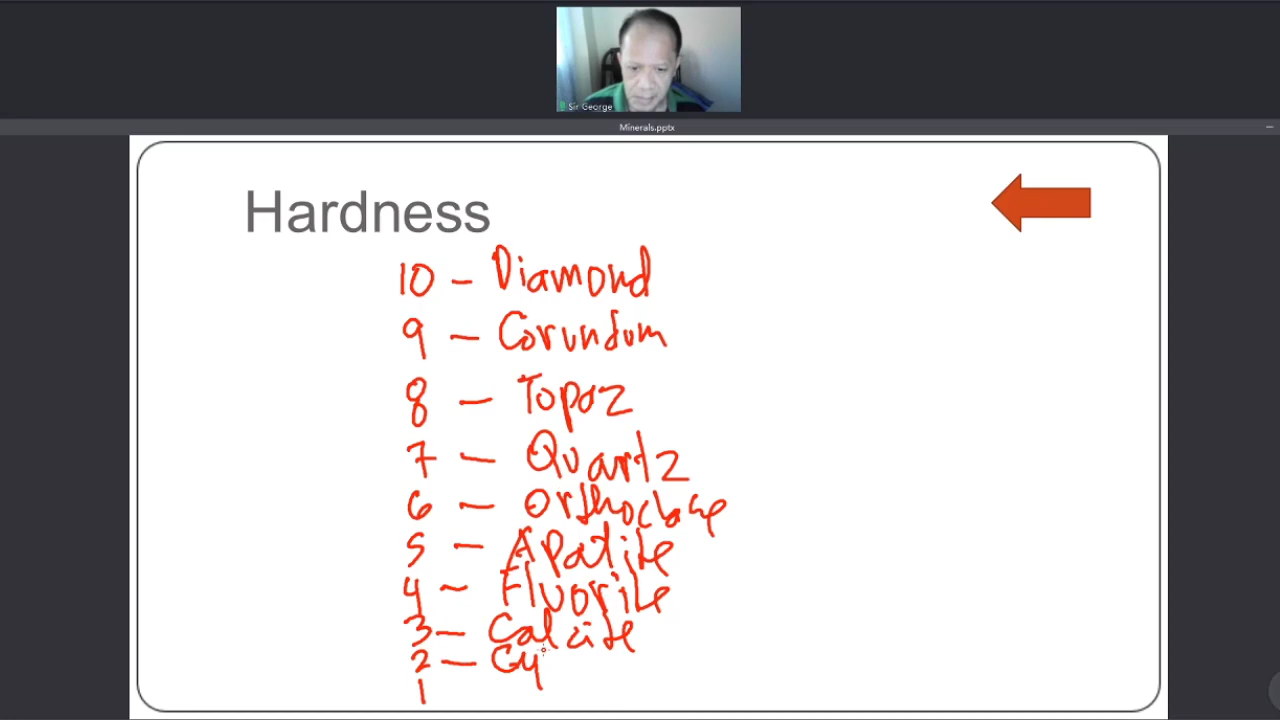 Sir George
Minerals.pptx
Hardness
10 - Diamond
9 - Corundum
8 - Topaz
7 - Quartz
6 - Orthoclase
5 - Apatite
4 - Fluorite
3 - Calcite
2 - Gy
1